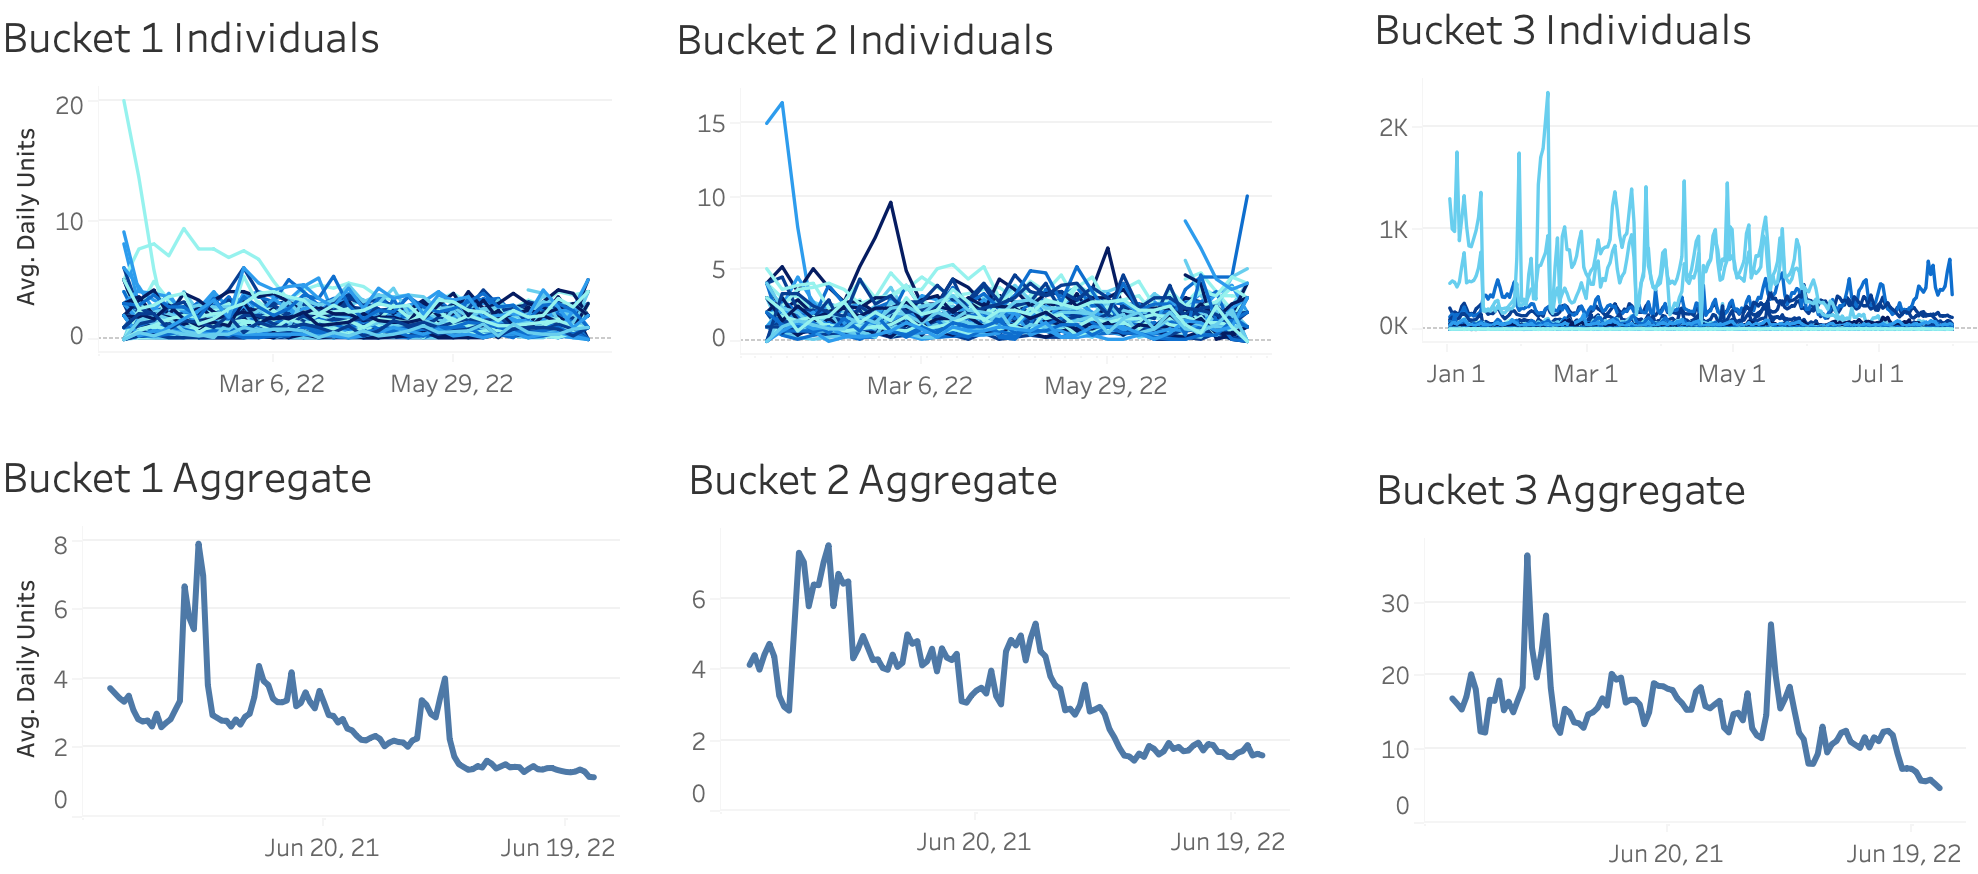 Bucket 1 Individuals
Avg. Daily Units
20
10
0
Mar 6, 22
May 29, 22
Bucket 2 Individuals
15
10
5
0
Mar 6, 22
May 29, 22
Bucket 3 Individuals
2K
1K
0K
Jan 1
Mar 1
May 1
Jul 1
Bucket 1 Aggregate
Avg. Daily Units
8
6
4
2
0
Jun 20, 21
Jun 19, 22
Bucket 2 Aggregate
6
4
2
0
Jun 20, 21
Jun 19, 22
Bucket 3 Aggregate
30
20
10
0
Jun 20, 21
Jun 19, 22